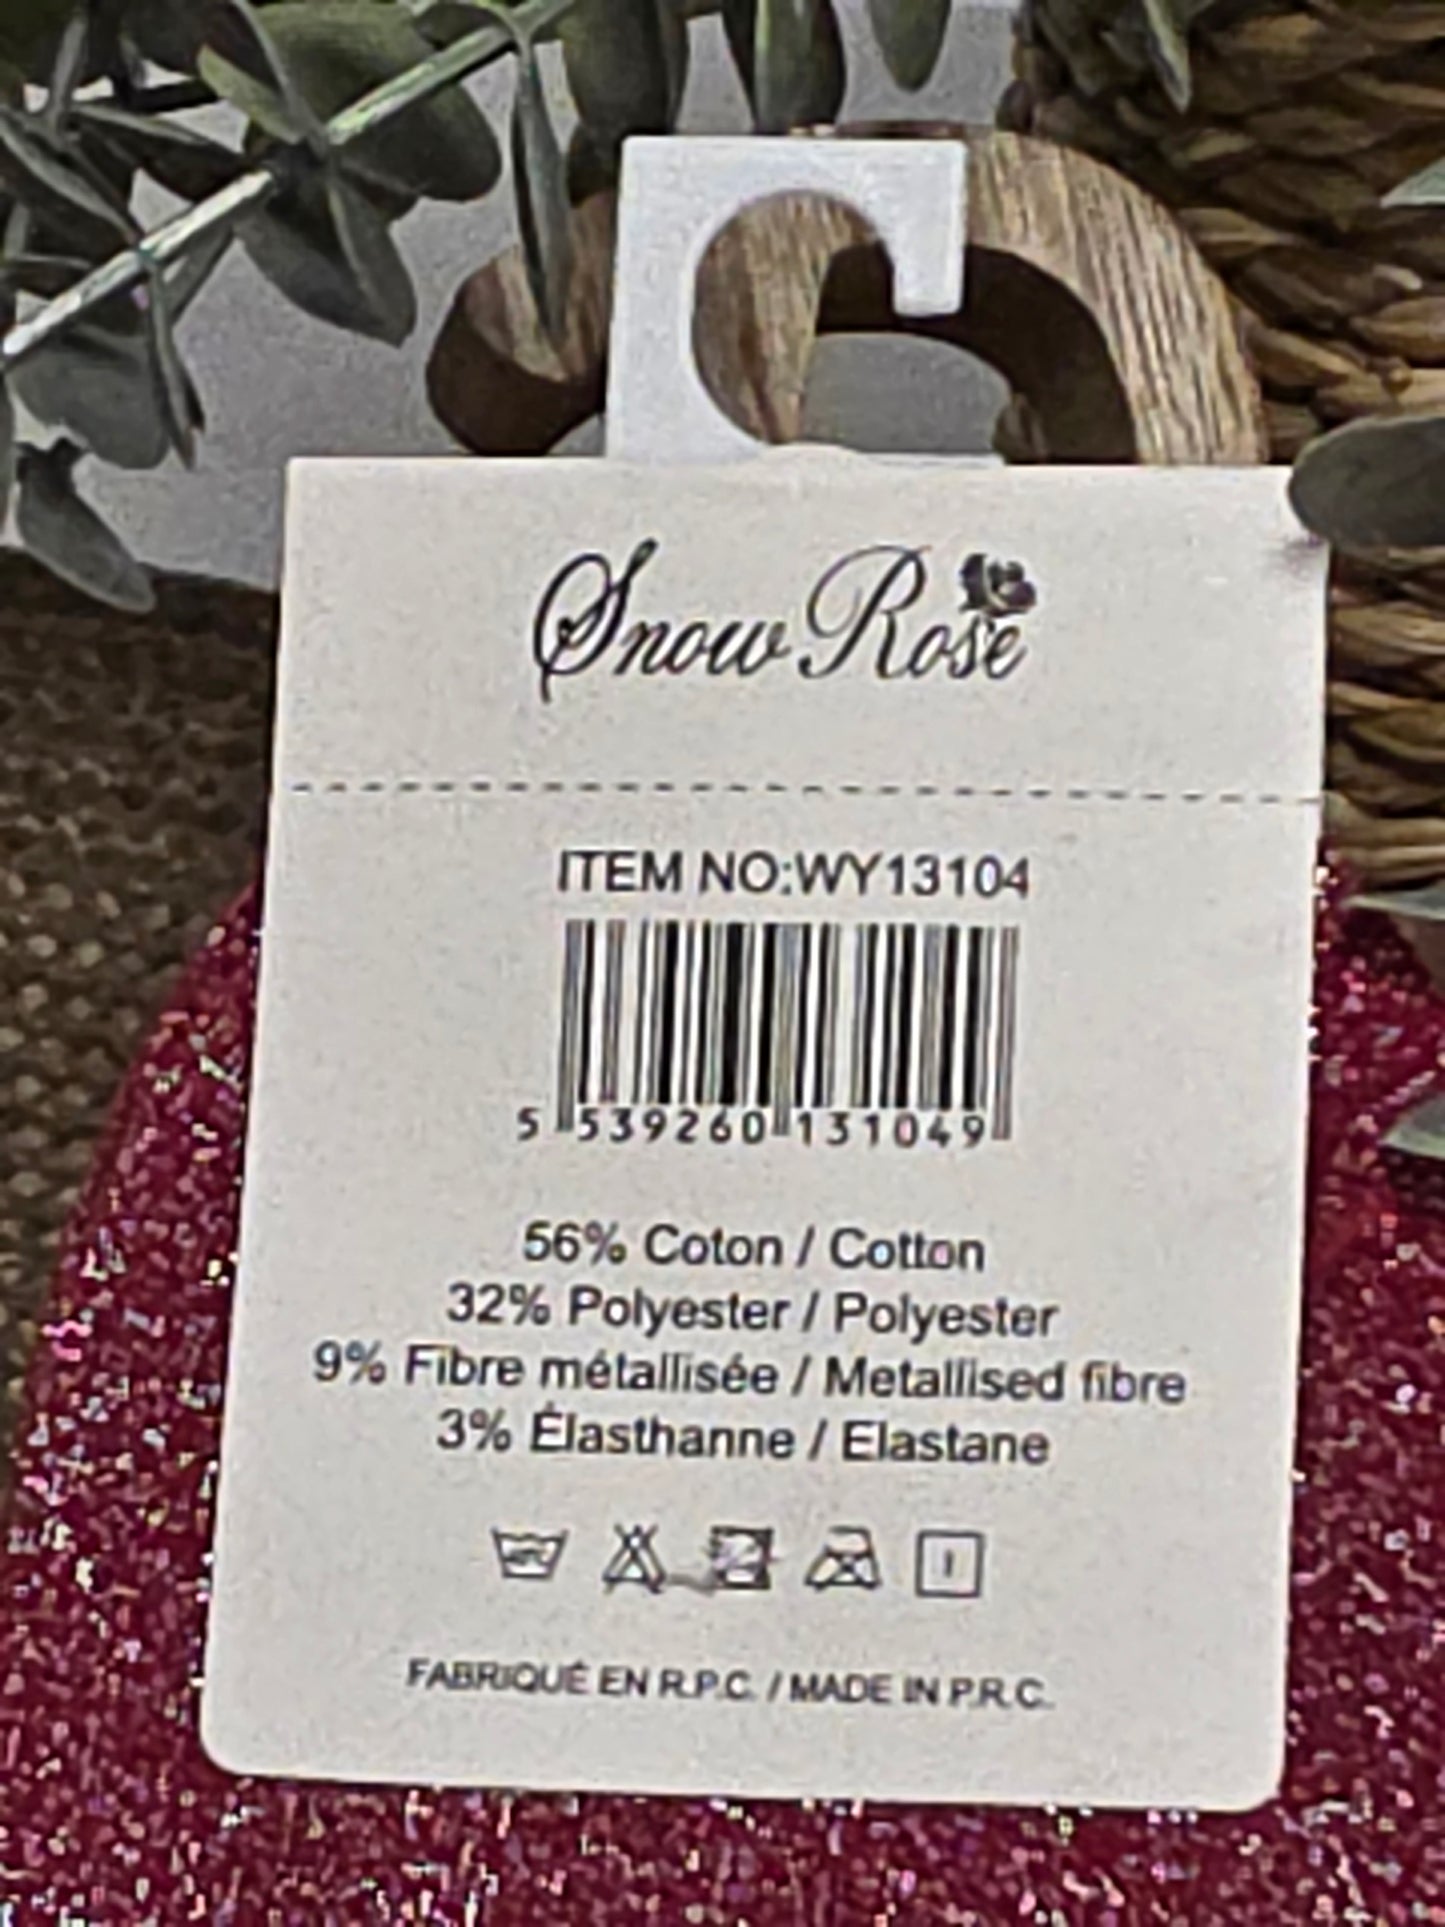 Snow Rose
ITEM NO:WY13104
5 539260 131049
56% Coton / Cotton
32% Polyester / Polyester
9% Fibre métallisée / Metallised fibre
3% Élasthanne / Elastane
FABRIQUÉ EN R.P.C. / MADE IN P.R.C.